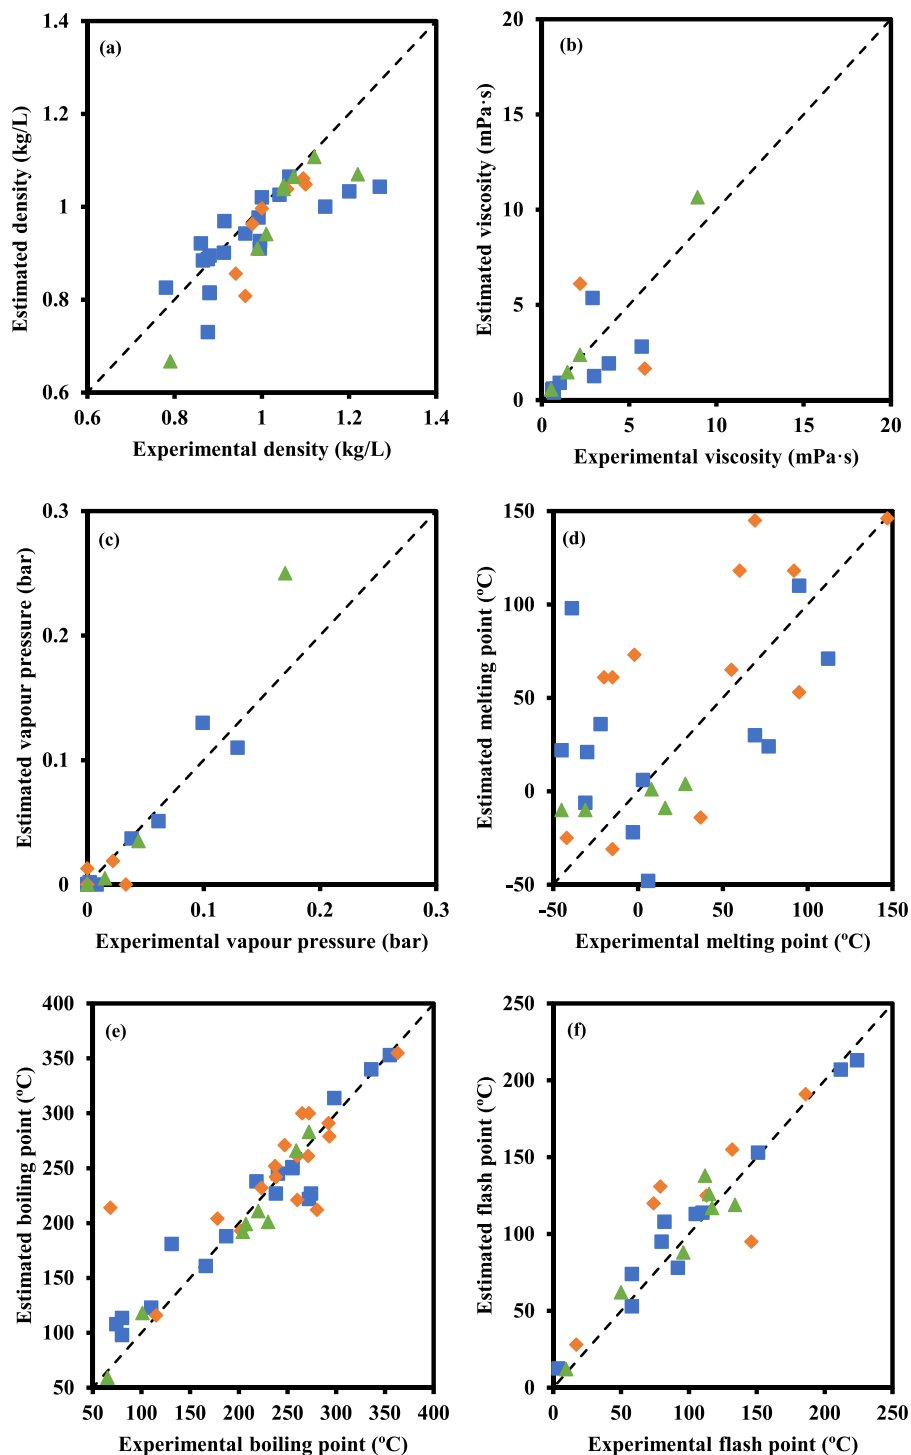 (a)
Estimated density (kg/L)
1.4
1.2
1
0.8
0.6
0.6 0.8 1 1.2 1.4
Experimental density (kg/L)
(b)
Estimated viscosity (mPa·s)
20
15
10
5
0
0 5 10 15 20
Experimental viscosity (mPa·s)
(c)
Estimated vapour pressure (bar)
0.3
0.2
0.1
0
0 0.1 0.2 0.3
Experimental vapour pressure (bar)
(d)
Estimated melting point (ºC)
150
100
50
0
-50
-50 0 50 100 150
Experimental melting point (ºC)
(e)
Estimated boiling point (ºC)
400
350
300
250
200
150
100
50
50 100 150 200 250 300 350 400
Experimental boiling point (ºC)
(f)
Estimated flash point (ºC)
250
200
150
100
50
0
0 50 100 150 200 250
Experimental flash point (ºC)